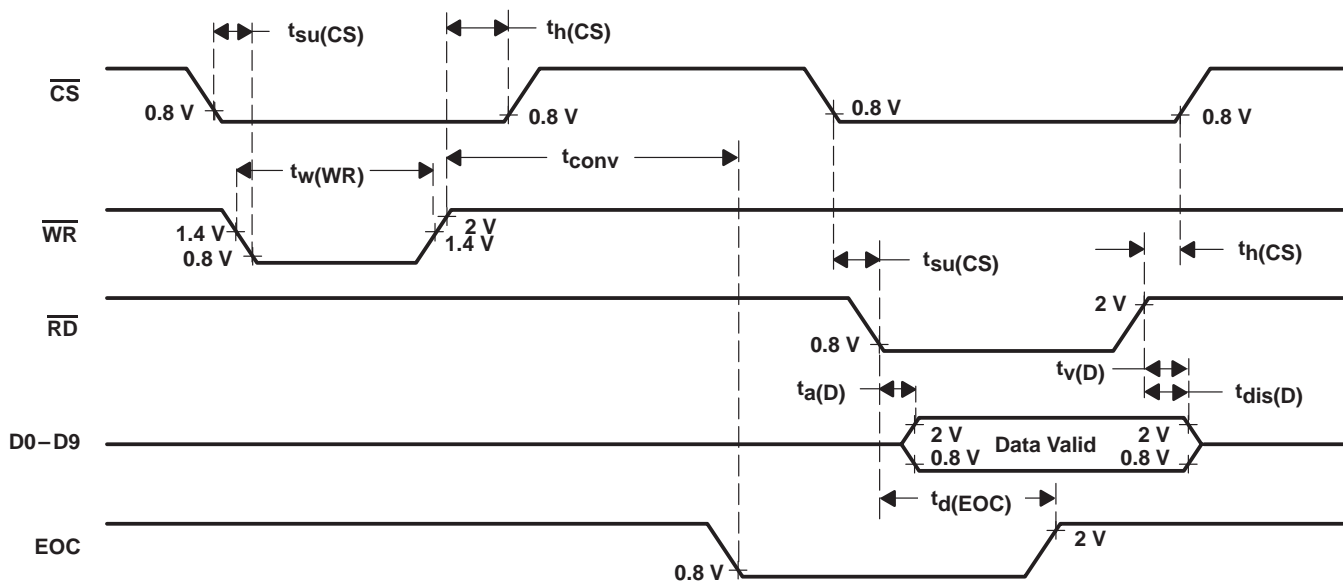 tsu(CS)
th(CS)
CS
0.8 V
0.8 V
0.8 V
0.8 V
tw(WR)
tconv
WR
1.4 V
0.8 V
2 V
1.4 V
tsu(CS)
th(CS)
RD
0.8 V
2 V
ta(D)
tv(D)
tdis(D)
D0–D9
2 V
0.8 V
Data Valid
2 V
0.8 V
td(EOC)
EOC
0.8 V
2 V